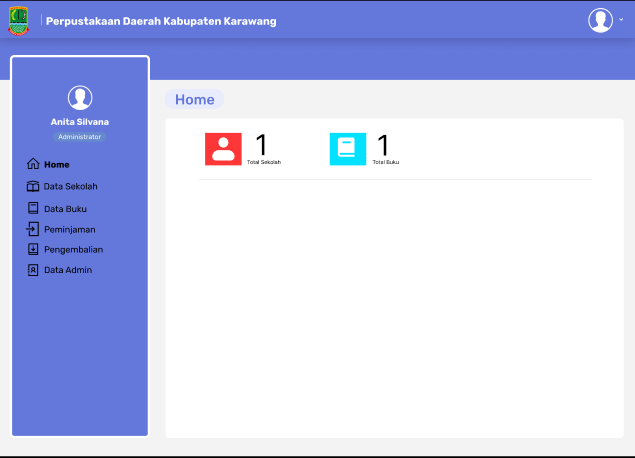 Perpustakaan Daerah Kabupaten Karawang
Anita Silvana
Administrator
Home
Data Sekolah
Data Buku
Peminjaman
Pengembalian
Data Admin
Home
1
Total Sekolah
1
Total Buku